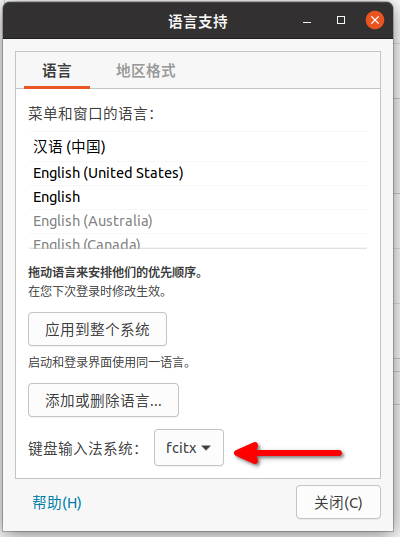 语言支持
语言 地区格式
菜单和窗口的语言：
汉语 (中国)
English (United States)
English
English (Australia)
English (Canada)
拖动语言来安排他们的优先顺序。
在您下次登录时修改生效。
应用到整个系统
启动和登录界面使用同一语言。
添加或删除语言...
键盘输入法系统： fcitx
帮助(H) 关闭(C)